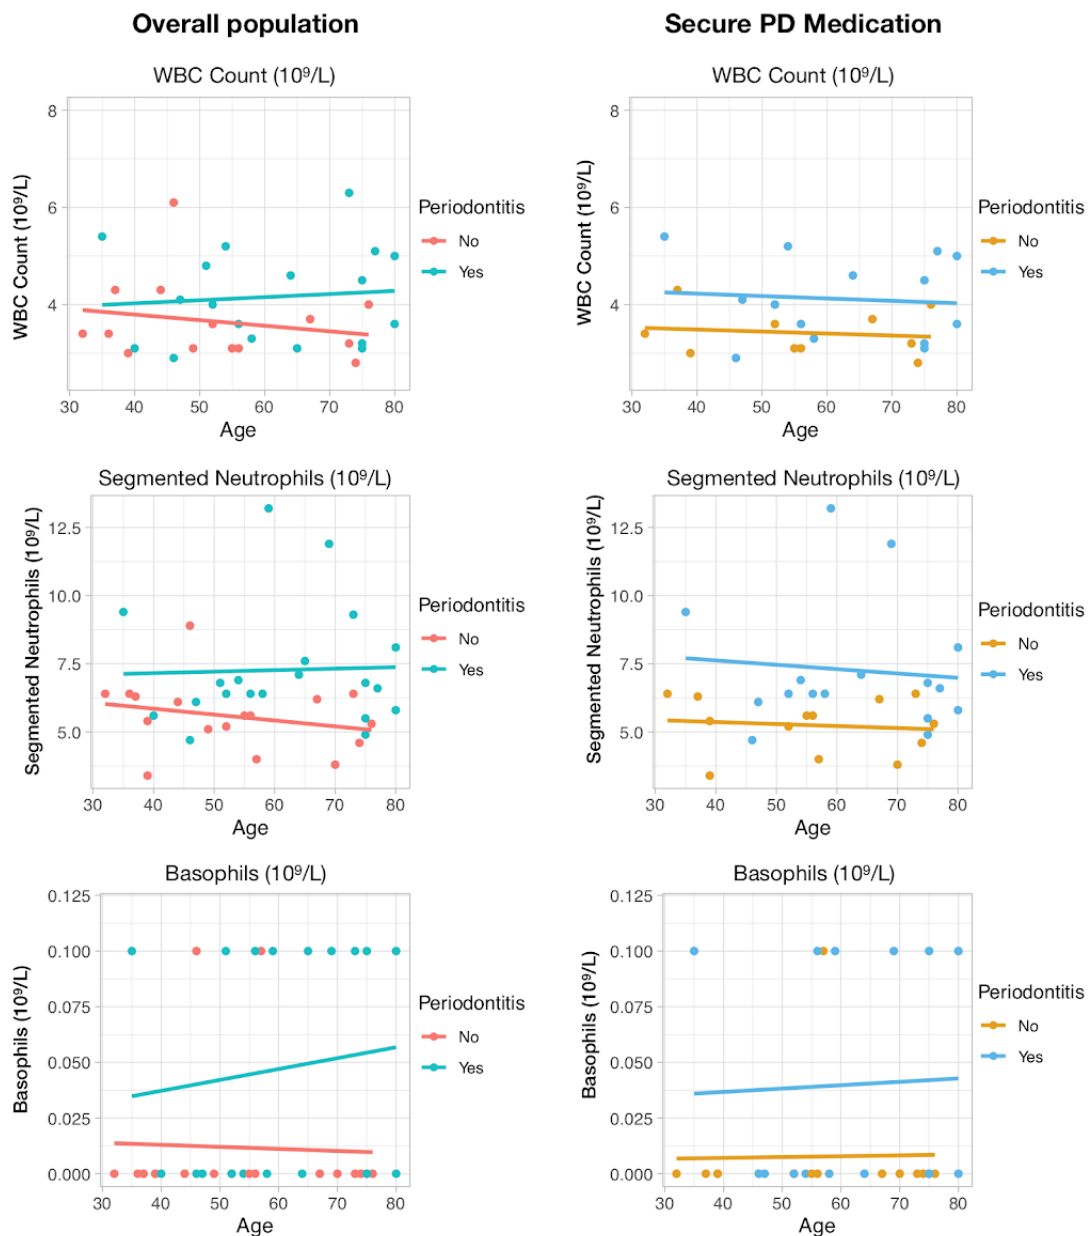 Overall population
Secure PD Medication
WBC Count (10⁹/L)
WBC Count (10⁹/L)
8
6
4
30 40 50 60 70 80
Age
Periodontitis
No
Yes
WBC Count (10⁹/L)
WBC Count (10⁹/L)
8
6
4
30 40 50 60 70 80
Age
Periodontitis
No
Yes
Segmented Neutrophils (10⁹/L)
Segmented Neutrophils (10⁹/L)
12.5
10.0
7.5
5.0
30 40 50 60 70 80
Age
Periodontitis
No
Yes
Segmented Neutrophils (10⁹/L)
Segmented Neutrophils (10⁹/L)
12.5
10.0
7.5
5.0
30 40 50 60 70 80
Age
Periodontitis
No
Yes
Basophils (10⁹/L)
Basophils (10⁹/L)
0.125
0.100
0.075
0.050
0.025
0.000
30 40 50 60 70 80
Age
Periodontitis
No
Yes
Basophils (10⁹/L)
Basophils (10⁹/L)
0.125
0.100
0.075
0.050
0.025
0.000
30 40 50 60 70 80
Age
Periodontitis
No
Yes